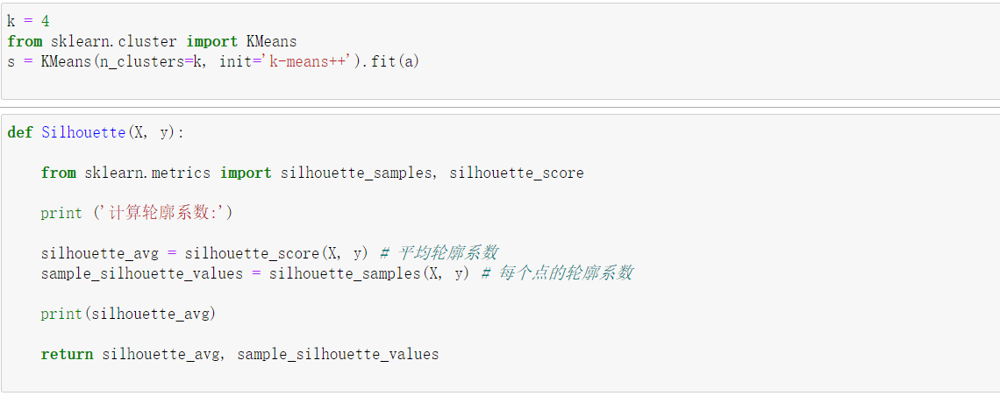 k = 4
from sklearn.cluster import KMeans
s = KMeans(n_clusters=k, init='k-means++').fit(a)
def Silhouette(X, y):
from sklearn.metrics import silhouette_samples, silhouette_score
print ('计算轮廓系数:')
silhouette_avg = silhouette_score(X, y) # 平均轮廓系数
sample_silhouette_values = silhouette_samples(X, y) # 每个点的轮廓系数
print(silhouette_avg)
return silhouette_avg, sample_silhouette_values